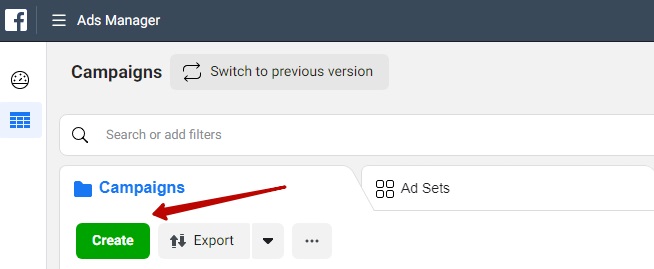 Ads Manager
Campaigns Switch to previous version
Search or add filters
Campaigns Ad Sets
Create Export ...